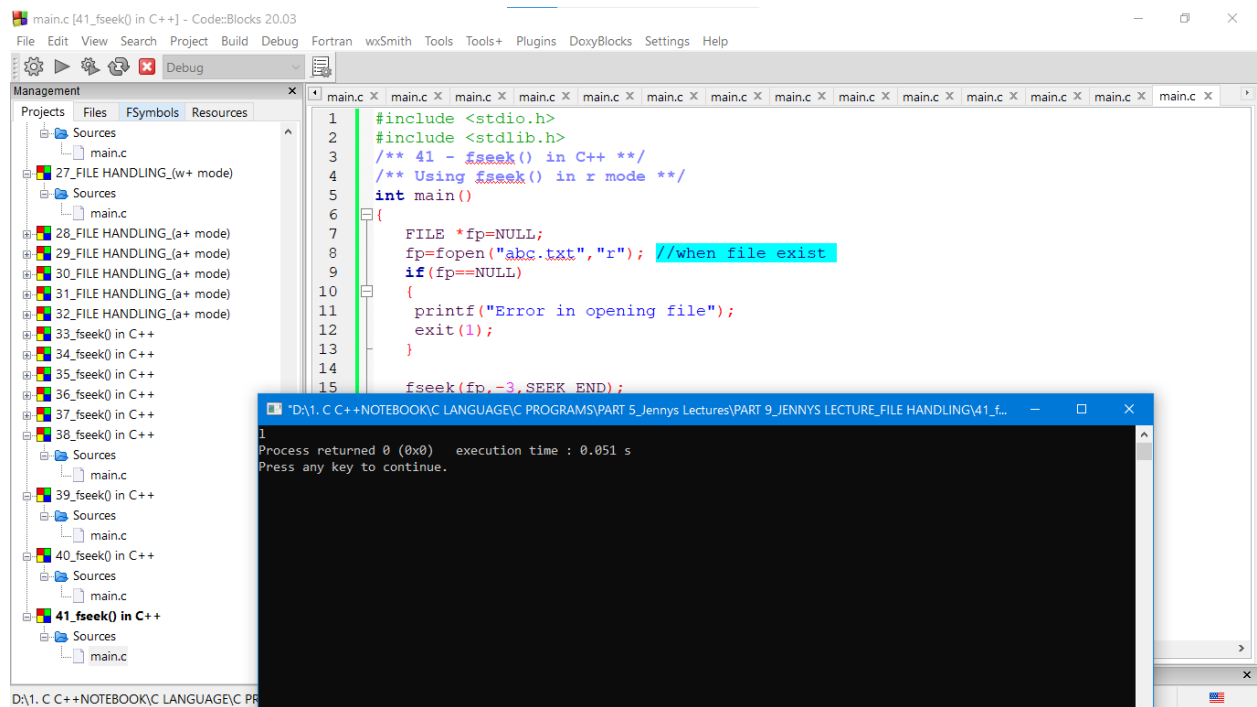 main.c [41_fseek() in C++] - Code::Blocks 20.03
File Edit View Search Project Build Debug Fortran wxSmith Tools Tools+ Plugins DoxyBlocks Settings Help
Debug
Management
Projects Files FSymbols Resources
Sources
main.c
27_FILE HANDLING_(w+ mode)
Sources
main.c
28_FILE HANDLING_(a+ mode)
29_FILE HANDLING_(a+ mode)
30_FILE HANDLING_(a+ mode)
31_FILE HANDLING_(a+ mode)
32_FILE HANDLING_(a+ mode)
33_fseek() in C++
34_fseek() in C++
35_fseek() in C++
36_fseek() in C++
37_fseek() in C++
38_fseek() in C++
Sources
main.c
39_fseek() in C++
Sources
main.c
40_fseek() in C++
Sources
main.c
41_fseek() in C++
Sources
main.c
main.c main.c main.c main.c main.c main.c main.c main.c main.c main.c main.c main.c main.c main.c
1 #include <stdio.h>
2 #include <stdlib.h>
3 /** 41 - fseek() in C++ **/
4 /** Using fseek() in r mode **/
5 int main()
6 {
7 FILE *fp=NULL;
8 fp=fopen("abc.txt","r"); //when file exist
9 if(fp==NULL)
10 {
11 printf("Error in opening file");
12 exit(1);
13 }
14
15 fseek(fp,-3,SEEK_END);
"D:\1. C C++NOTEBOOK\C LANGUAGE\C PROGRAMS\PART 5_Jennys Lectures\PART 9_JENNYS LECTURE_FILE HANDLING\41_f...
l
Process returned 0 (0x0) execution time : 0.051 s
Press any key to continue.
D:\1. C C++NOTEBOOK\C LANGUAGE\C PR